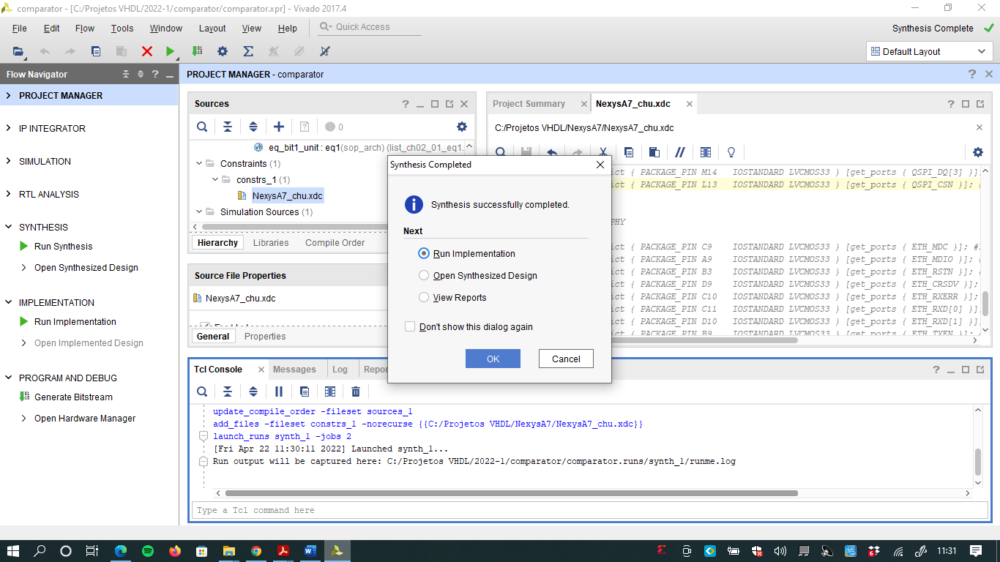 comparator - [C:/Projetos VHDL/2022-1/comparator/comparator.xpr] - Vivado 2017.4
File Edit Flow Tools Window Layout View Help Quick Access Synthesis Complete
Default Layout
Flow Navigator
PROJECT MANAGER - comparator
PROJECT MANAGER
IP INTEGRATOR
SIMULATION
RTL ANALYSIS
SYNTHESIS
Run Synthesis
Open Synthesized Design
IMPLEMENTATION
Run Implementation
Open Implemented Design
PROGRAM AND DEBUG
Generate Bitstream
Open Hardware Manager
Sources
0
eq_bit1_unit : eq1(sop_arch) (list_ch02_01_eq1.
Constraints (1)
constrs_1 (1)
NexysA7_chu.xdc
Simulation Sources (1)
Hierarchy Libraries Compile Order
Source File Properties
NexysA7_chu.xdc
General Properties
Project Summary NexysA7_chu.xdc
C:/Projetos VHDL/NexysA7/NexysA7_chu.xdc
ict { PACKAGE_PIN M14 IOSTANDARD LVCMOS33 } [get_ports { QSPI_DQ[3] }]
ict { PACKAGE_PIN L13 IOSTANDARD LVCMOS33 } [get_ports { QSPI_CSN }]; #
PHY
ict { PACKAGE_PIN C9 IOSTANDARD LVCMOS33 } [get_ports { ETH_MDC }]; #
ict { PACKAGE_PIN A9 IOSTANDARD LVCMOS33 } [get_ports { ETH_MDIO }]; #
ict { PACKAGE_PIN B3 IOSTANDARD LVCMOS33 } [get_ports { ETH_RSTN }]; #
ict { PACKAGE_PIN D9 IOSTANDARD LVCMOS33 } [get_ports { ETH_CRSDV }];
ict { PACKAGE_PIN C10 IOSTANDARD LVCMOS33 } [get_ports { ETH_RXERR }];
ict { PACKAGE_PIN C11 IOSTANDARD LVCMOS33 } [get_ports { ETH_RXD[0] }]
ict { PACKAGE_PIN D10 IOSTANDARD LVCMOS33 } [get_ports { ETH_RXD[1] }]
ict { PACKAGE_PIN B9 IOSTANDARD LVCMOS33 } [get_ports { ETH_TXEN }];
Synthesis Completed
Synthesis successfully completed.
Next
Run Implementation
Open Synthesized Design
View Reports
Don't show this dialog again
OK Cancel
Tcl Console Messages Log Repor
update_compile_order -fileset sources_1
add_files -fileset constrs_1 -norecurse {{C:/Projetos VHDL/NexysA7/NexysA7_chu.xdc}}
launch_runs synth_1 -jobs 2
[Fri Apr 22 11:30:11 2022] Launched synth_1...
Run output will be captured here: C:/Projetos VHDL/2022-1/comparator/comparator.runs/synth_1/runme.log
Type a Tcl command here
11:31